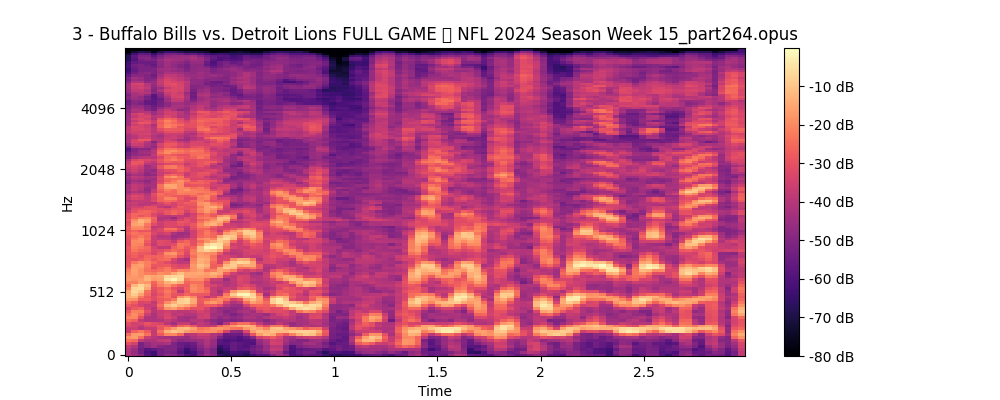 3 - Buffalo Bills vs. Detroit Lions FULL GAME ▯ NFL 2024 Season Week 15_part264.opus
Hz
4096
2048
1024
512
0
0 0.5 1 1.5 2 2.5
Time
-10 dB
-20 dB
-30 dB
-40 dB
-50 dB
-60 dB
-70 dB
-80 dB